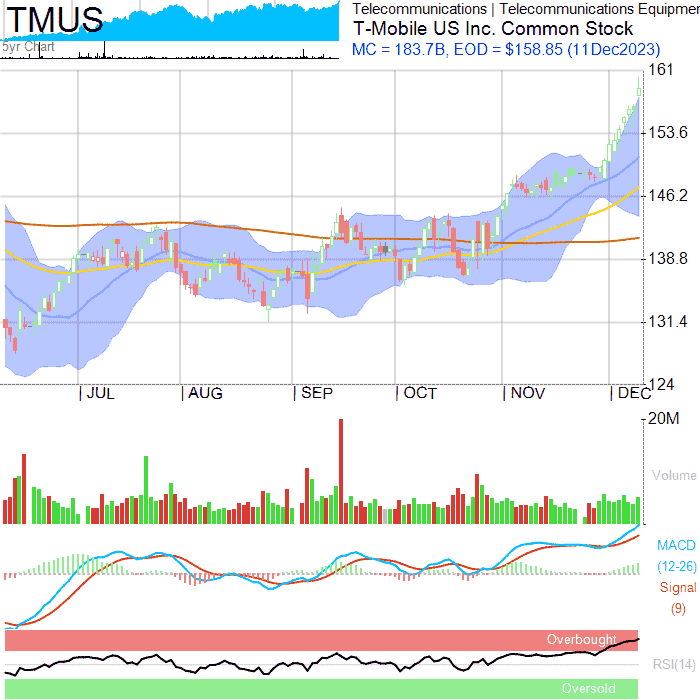 TMUS
5yr Chart
Telecommunications | Telecommunications Equipmen
T-Mobile US Inc. Common Stock
MC = 183.7B, EOD = $158.85 (11Dec2023)
161
153.6
146.2
138.8
131.4
124
JUL AUG SEP OCT NOV DEC
20M
Volume
MACD
(12-26)
Signal
(9)
Overbought
RSI(14)
Oversold